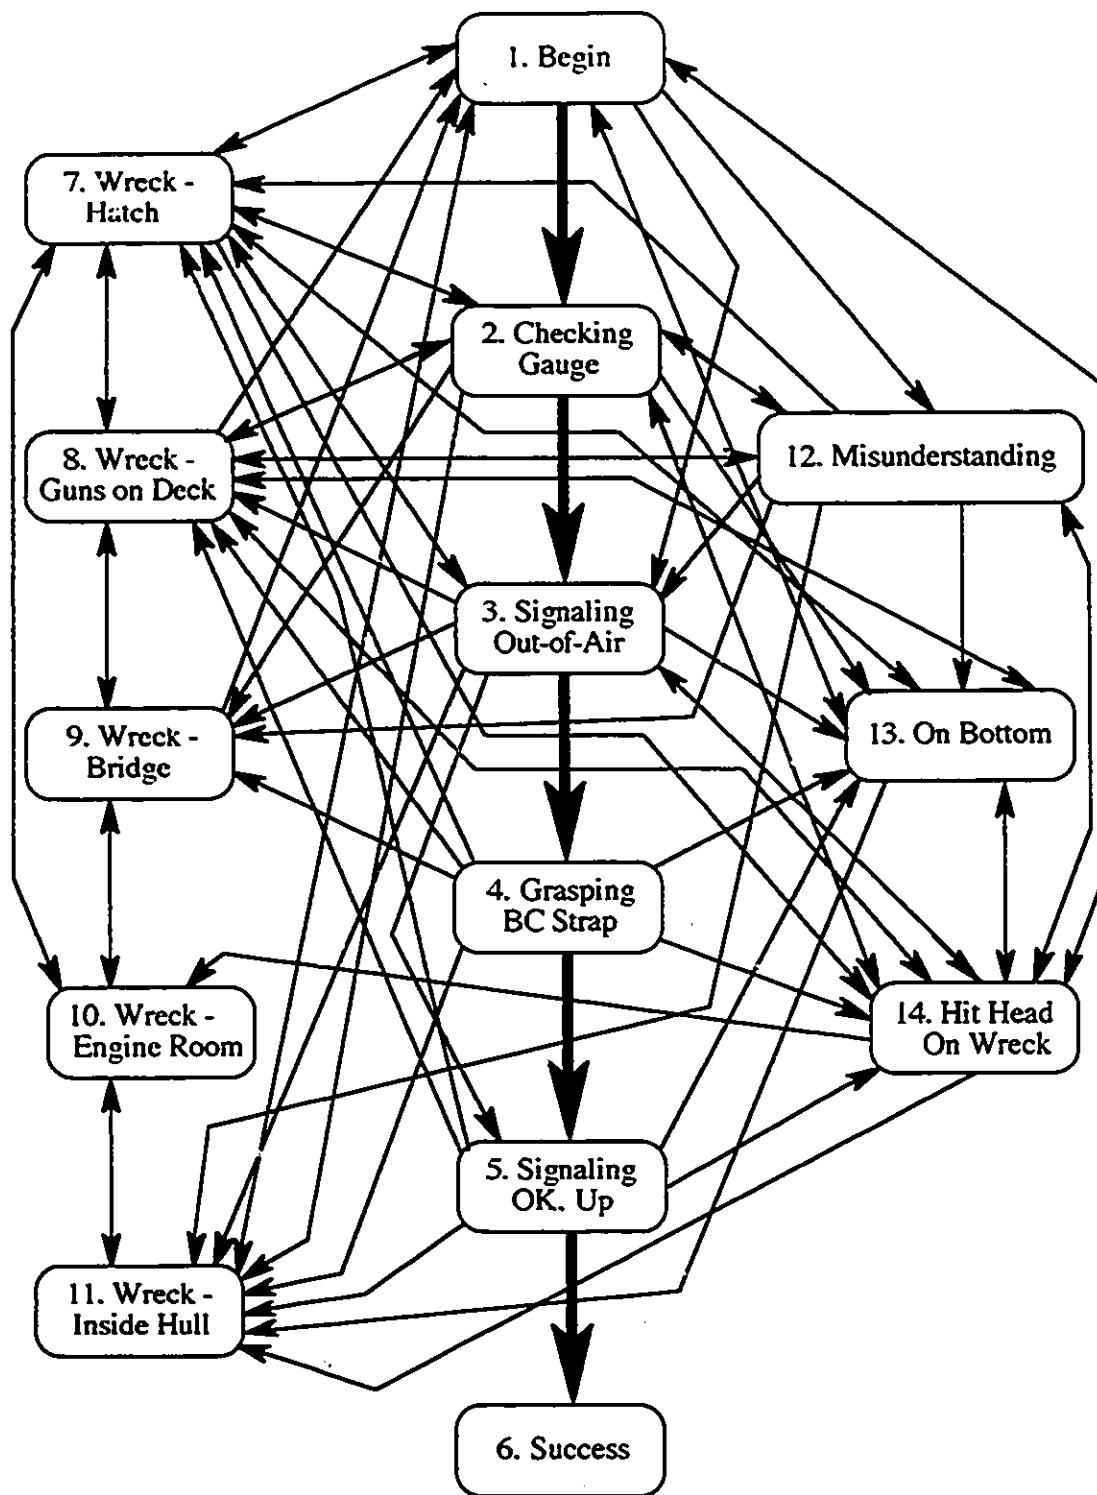 1. Begin
7. Wreck -
Hatch
2. Checking
Gauge
8. Wreck -
Guns on Deck
12. Misunderstanding
3. Signaling
Out-of-Air
9. Wreck -
Bridge
13. On Bottom
4. Grasping
BC Strap
10. Wreck -
Engine Room
14. Hit Head
On Wreck
5. Signaling
OK. Up
11. Wreck -
Inside Hull
6. Success